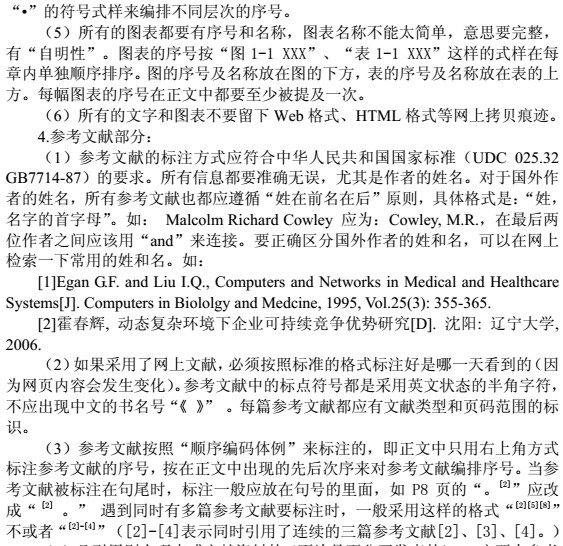 “•”的符号式样来编排不同层次的序号。
（5）所有的图表都要有序号和名称，图表名称不能太简单，意思要完整，
有“自明性”。图表的序号按“图 1-1 XXX”、“表 1-1 XXX”这样的式样在每
章内单独顺序排序。图的序号及名称放在图的下方，表的序号及名称放在表的上
方。每幅图表的序号在正文中都要至少被提及一次。
（6）所有的文字和图表不要留下 Web 格式、HTML 格式等网上拷贝痕迹。
4.参考文献部分：
（1）参考文献的标注方式应符合中华人民共和国国家标准（UDC 025.32
GB7714-87）的要求。所有信息都要准确无误，尤其是作者的姓名。对于国外作
者的姓名，所有参考文献也都应遵循“姓在前名在后”原则，具体格式是：“姓，
名字的首字母”。如： Malcolm Richard Cowley 应为：Cowley, M.R.，在最后两
位作者之间应该用“and”来连接。要正确区分国外作者的姓和名，可以在网上
检索一下常用的姓和名。如：
[1]Egan G.F. and Liu I.Q., Computers and Networks in Medical and Healthcare
Systems[J]. Computers in Biololgy and Medcine, 1995, Vol.25(3): 355-365.
[2]霍春辉, 动态复杂环境下企业可持续竞争优势研究[D]. 沈阳: 辽宁大学,
2006.
（2）如果采用了网上文献，必须按照标准的格式标注好是哪一天看到的（因
为网页内容会发生变化）。参考文献中的标点符号都是采用英文状态的半角字符，
不应出现中文的书名号“《 》” 。每篇参考文献都应有文献类型和页码范围的标
识。
（3）参考文献按照“顺序编码体例”来标注的，即正文中只用右上角方式
标注参考文献的序号，按在正文中出现的先后次序来对参考文献编排序号。当参
考文献被标注在句尾时，标注一般应放在句号的里面，如 P8 页的“。[2]”应改
成“ [2] 。” 遇到同时有多篇参考文献要标注时，一般采用这样的格式“[2][5][8]”
不或者“[2]-[4]”（[2]-[4]表示同时引用了连续的三篇参考文献[2]、[3]、[4]。）